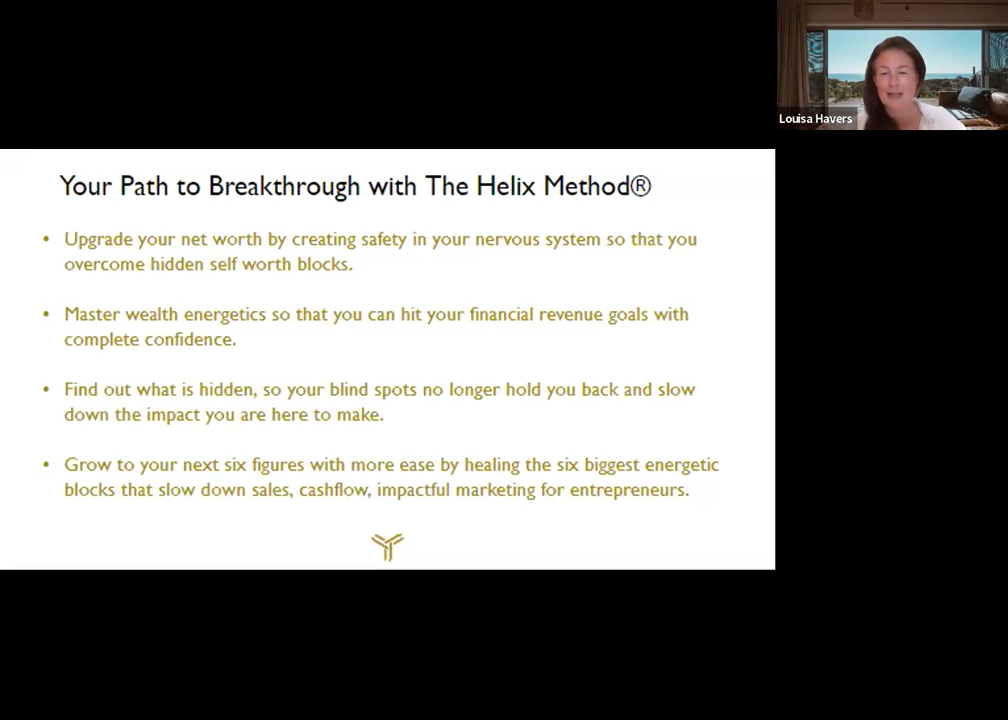 Louisa Havers
Your Path to Breakthrough with The Helix Method®
• Upgrade your net worth by creating safety in your nervous system so that you
overcome hidden self worth blocks.
• Master wealth energetics so that you can hit your financial revenue goals with
complete confidence.
• Find out what is hidden, so your blind spots no longer hold you back and slow
down the impact you are here to make.
• Grow to your next six figures with more ease by healing the six biggest energetic
blocks that slow down sales, cashflow, impactful marketing for entrepreneurs.